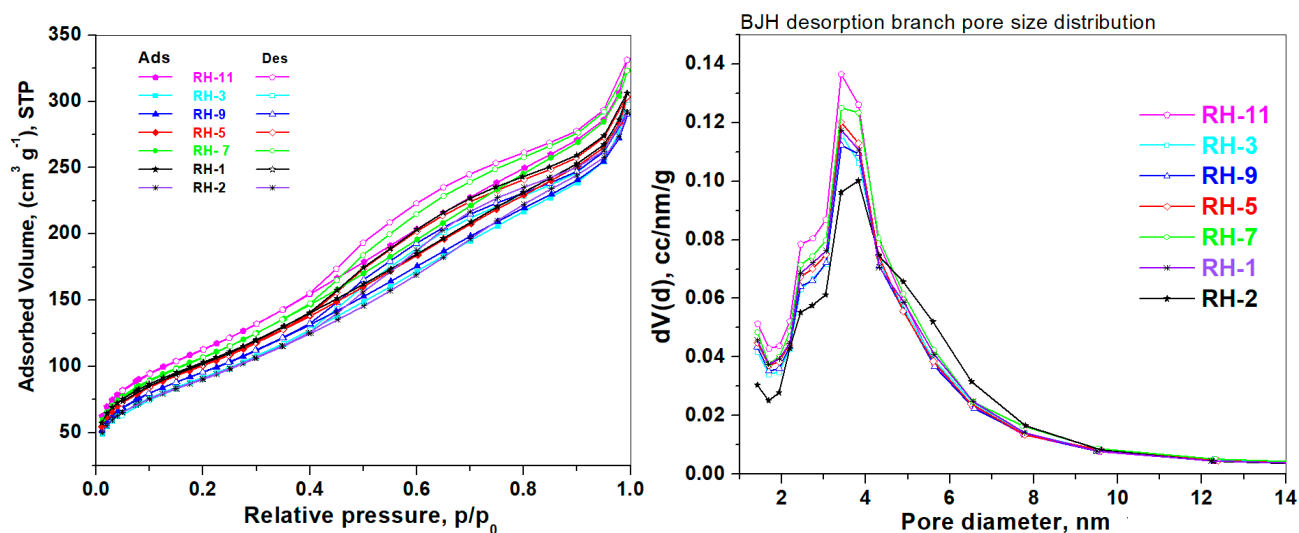 BJH desorption branch pore size distribution
350
300
250
200
150
100
50
Adsorbed Volume, (cm³ g⁻¹), STP
Ads Des
RH-11
RH-3
RH-9
RH-5
RH- 7
RH-1
RH-2
0.0 0.2 0.4 0.6 0.8 1.0
Relative pressure, p/p₀
0.14
0.12
0.10
0.08
0.06
0.04
0.02
0.00
dV(d), cc/nm/g
RH-11
RH-3
RH-9
RH-5
RH-7
RH-1
RH-2
2 4 6 8 10 12 14
Pore diameter, nm